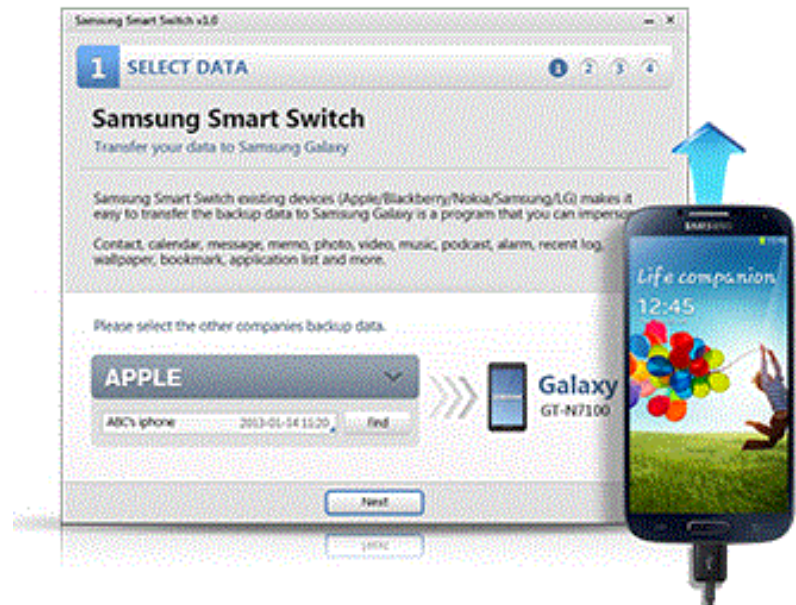 Samsung Smart Switch v1.0
1 SELECT DATA 1 2 3 4
Samsung Smart Switch
Transfer your data to Samsung Galaxy
Samsung Smart Switch existing devices (Apple/Blackberry/Nokia/Samsung/LG) makes it
easy to transfer the backup data to Samsung Galaxy is a program that you can imperson
Contact, calendar, message, memo, photo, video, music, podcast, alarm, recent log,
wallpaper, bookmark, application list and more.
SAMSUNG
Life companion
12:45
Please select the other companies backup data.
APPLE
ABC's iphone 2013-01-14 11:20 Find
Galaxy
GT-N7100
Next